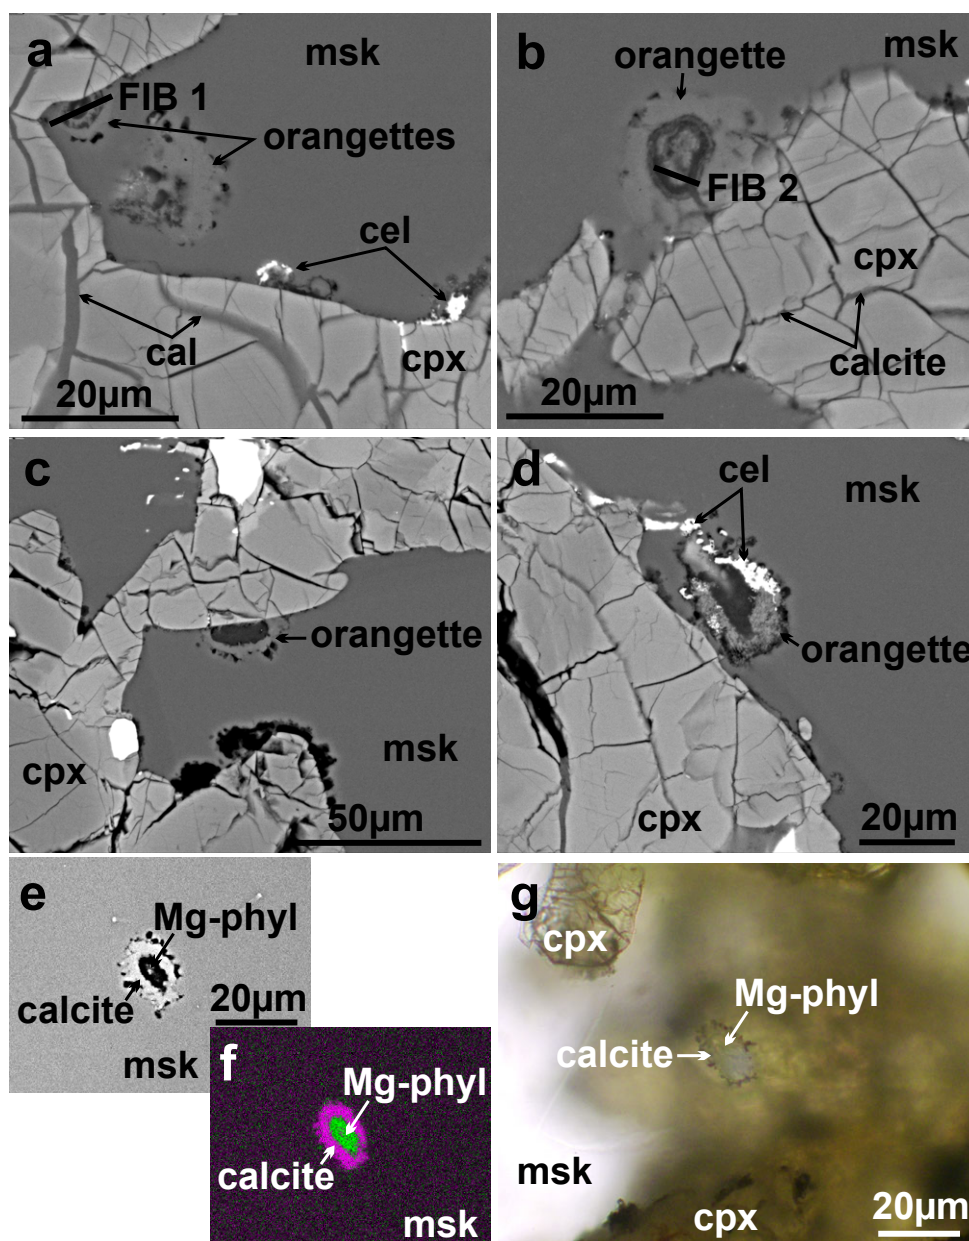 a
msk
FIB 1
orangettes
cel
cal
cpx
20µm
b
msk
orangette
FIB 2
cpx
calcite
20µm
c
orangette
msk
cpx
50µm
d
cel
msk
orangette
cpx
20µm
e
Mg-phyl
calcite
20µm
msk
f
Mg-phyl
calcite
msk
g
cpx
Mg-phyl
calcite
msk
cpx
20µm